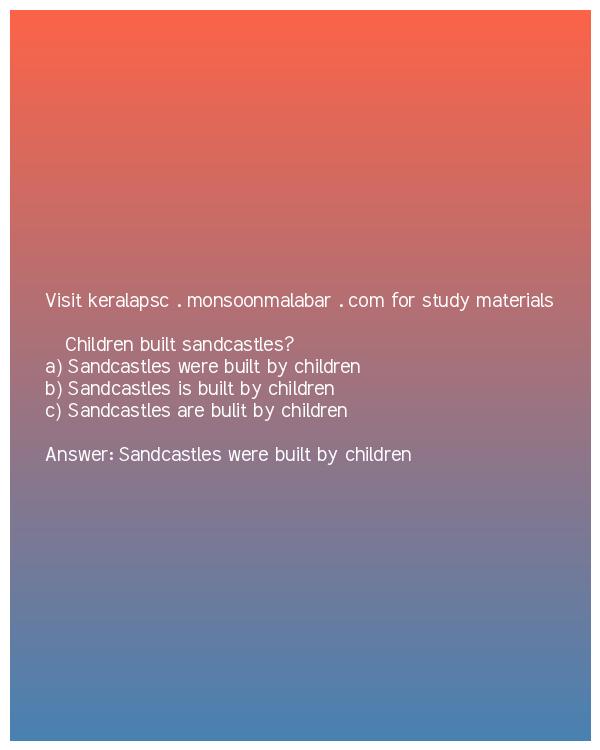 Visit keralapsc . monsoonmalabar . com for study materials
Children built sandcastles?
a) Sandcastles were built by children
b) Sandcastles is built by children
c) Sandcastles are bulit by children
Answer: Sandcastles were built by children